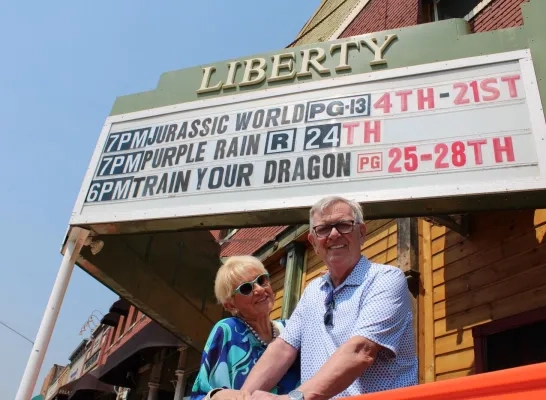 LIBERTY
7PM JURASSIC WORLD PG-13 4TH-21ST
7PM PURPLE RAIN R 24TH
6PM TRAIN YOUR DRAGON PG 25-28TH